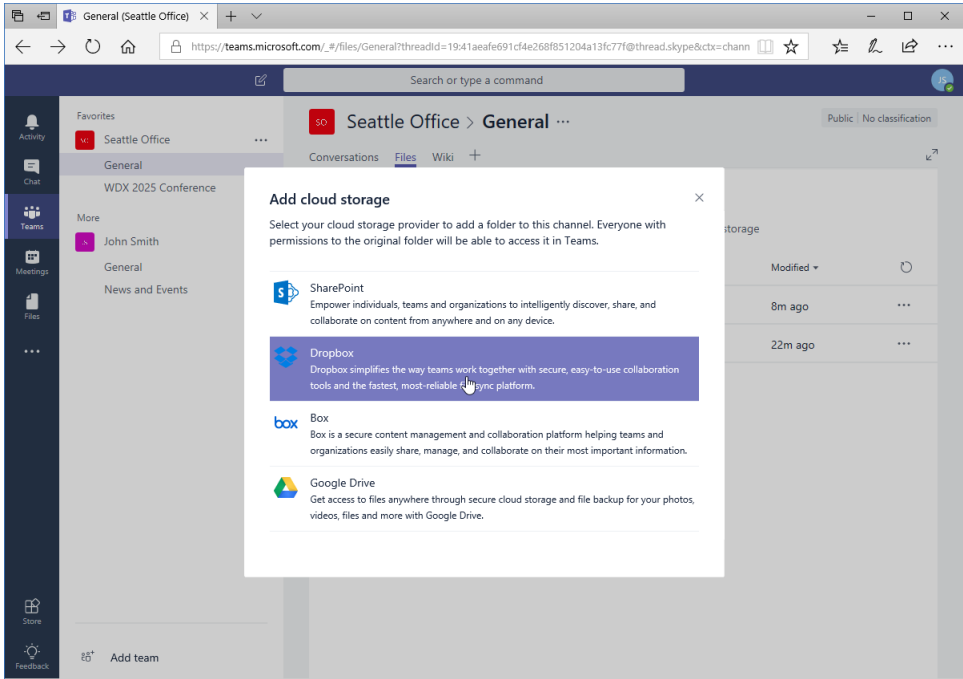 General (Seattle Office)
https://teams.microsoft.com/_#/files/General?threadId=19:41aeafe691cf4e268f851204a13fc77f@thread.skype&ctx=chann
Search or type a command
JS
Activity
Chat
Teams
Meetings
Files
Store
Feedback
Favorites
SO
Seattle Office
General
WDX 2025 Conference
More
John Smith
General
News and Events
Add team
SO
Seattle Office > General
Public
No classification
Conversations
Files
Wiki
storage
Modified
8m ago
22m ago
Add cloud storage
Select your cloud storage provider to add a folder to this channel. Everyone with
permissions to the original folder will be able to access it in Teams.
SharePoint
Empower individuals, teams and organizations to intelligently discover, share, and
collaborate on content from anywhere and on any device.
Dropbox
Dropbox simplifies the way teams work together with secure, easy-to-use collaboration
tools and the fastest, most-reliable sync platform.
box
Box
Box is a secure content management and collaboration platform helping teams and
organizations easily share, manage, and collaborate on their most important information.
Google Drive
Get access to files anywhere through secure cloud storage and file backup for your photos,
videos, files and more with Google Drive.